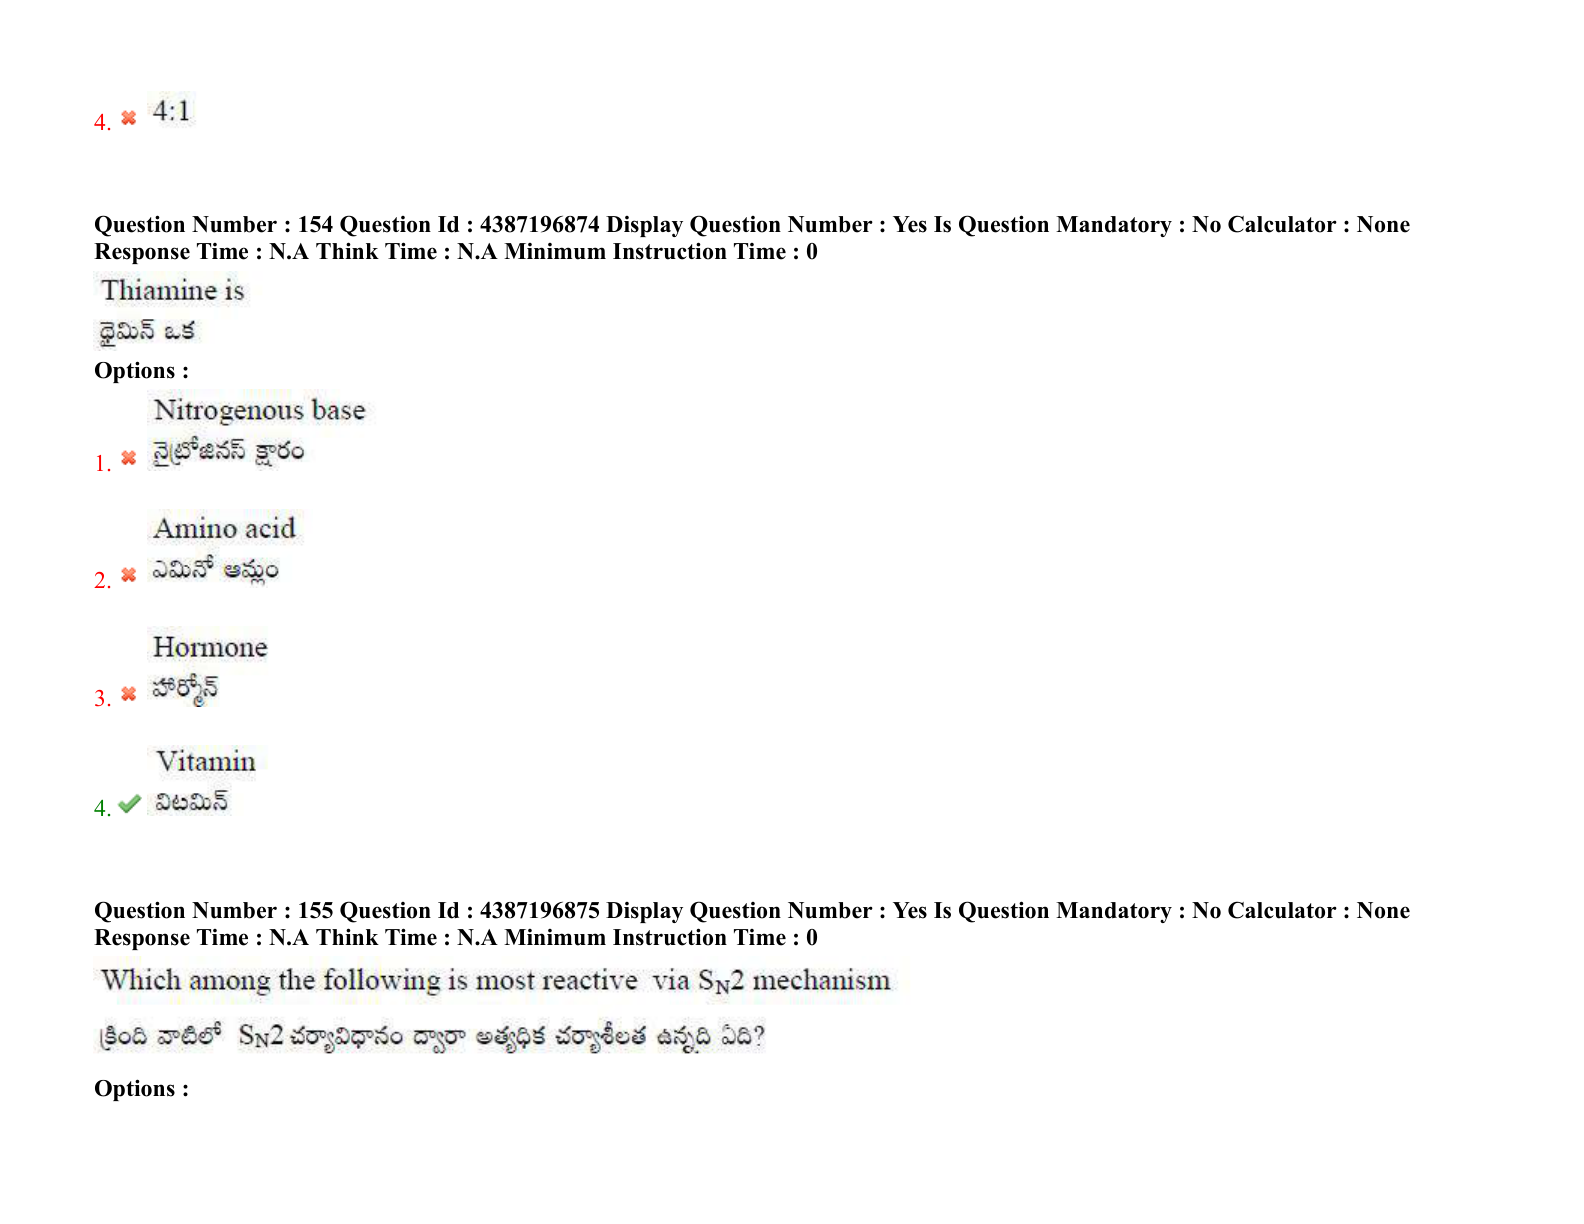 4. 4:1
Question Number : 154 Question Id : 4387196874 Display Question Number : Yes Is Question Mandatory : No Calculator : None
Response Time : N.A Think Time : N.A Minimum Instruction Time : 0
Thiamine is
థైమిన్ ఒక
Options :
Nitrogenous base
1. నైట్రోజినస్ క్షారం
Amino acid
2. ఎమినో ఆమ్లం
Hormone
3. హార్మోన్
Vitamin
4. విటమిన్
Question Number : 155 Question Id : 4387196875 Display Question Number : Yes Is Question Mandatory : No Calculator : None
Response Time : N.A Think Time : N.A Minimum Instruction Time : 0
Which among the following is most reactive via SN2 mechanism
క్రింది వాటిలో SN2 చర్యావిధానం ద్వారా అత్యధిక చర్యాశీలత ఉన్నది ఏది?
Options :